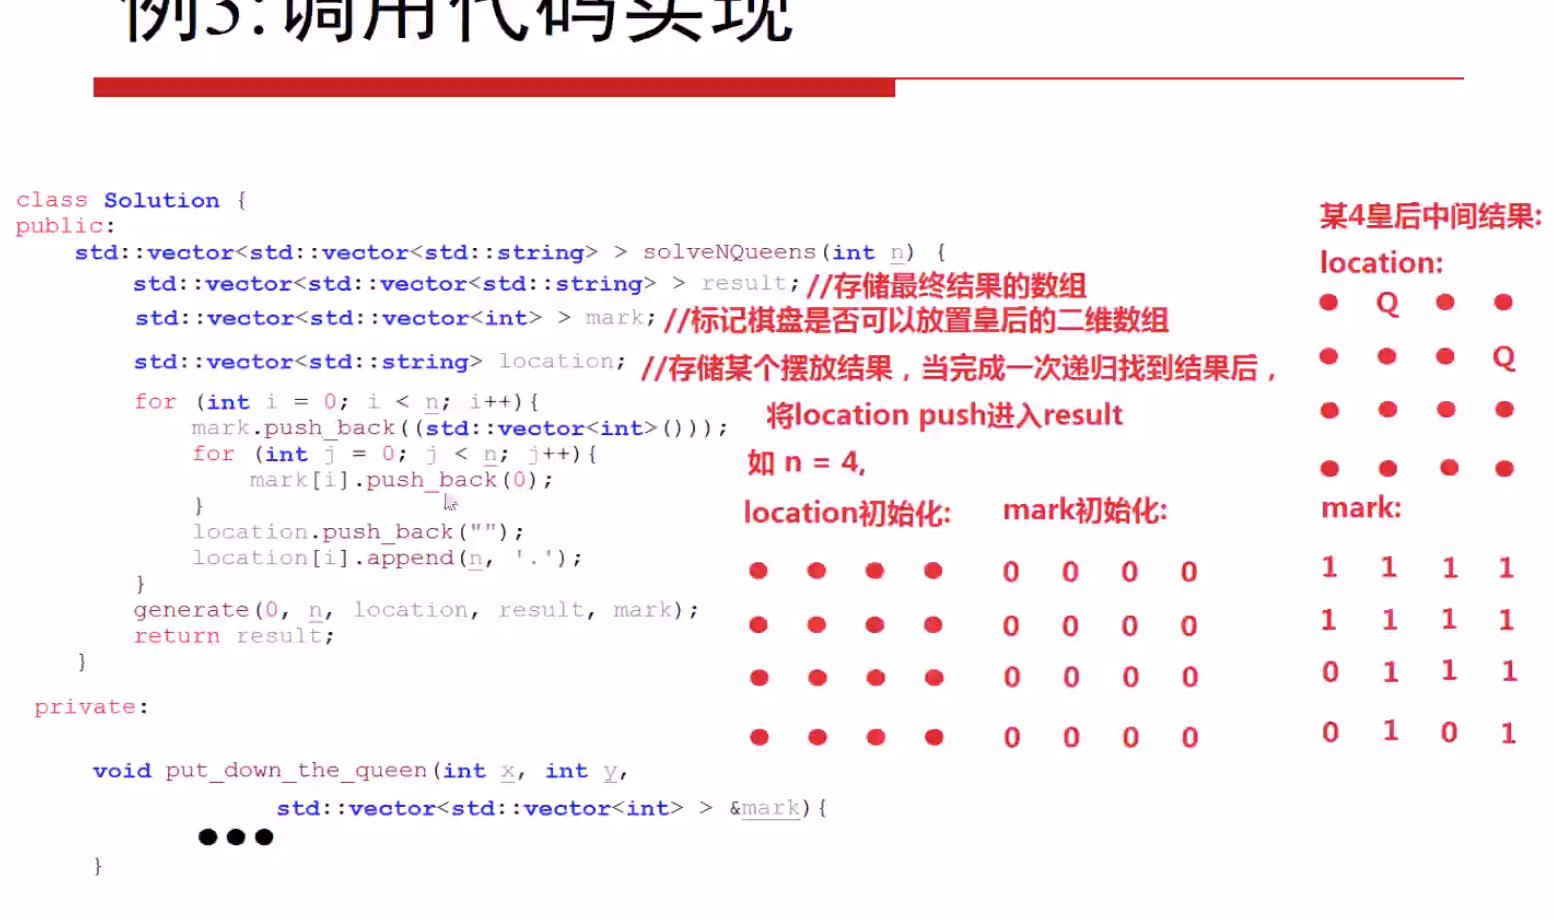 例3:调用代码实现
class Solution {
public:
std::vector<std::vector<std::string> > solveNQueens(int n) {
std::vector<std::vector<std::string> > result; //存储最终结果的数组
std::vector<std::vector<int> > mark; //标记棋盘是否可以放置皇后的二维数组
std::vector<std::string> location; //存储某个摆放结果，当完成一次递归找到结果后，
将location push进入result
for (int i = 0; i < n; i++){
mark.push_back((std::vector<int>()));
for (int j = 0; j < n; j++){
mark[i].push_back(0);
}
location.push_back("");
location[i].append(n, '.');
}
generate(0, n, location, result, mark);
return result;
}
private:
void put_down_the_queen(int x, int y,
std::vector<std::vector<int> > &mark){
●●●
}
如 n = 4,
location初始化:
● ● ● ●
● ● ● ●
● ● ● ●
● ● ● ●
mark初始化:
0 0 0 0
0 0 0 0
0 0 0 0
0 0 0 0
某4皇后中间结果:
location:
● Q ● ●
● ● ● Q
● ● ● ●
● ● ● ●
mark:
1 1 1 1
1 1 1 1
0 1 1 1
0 1 0 1